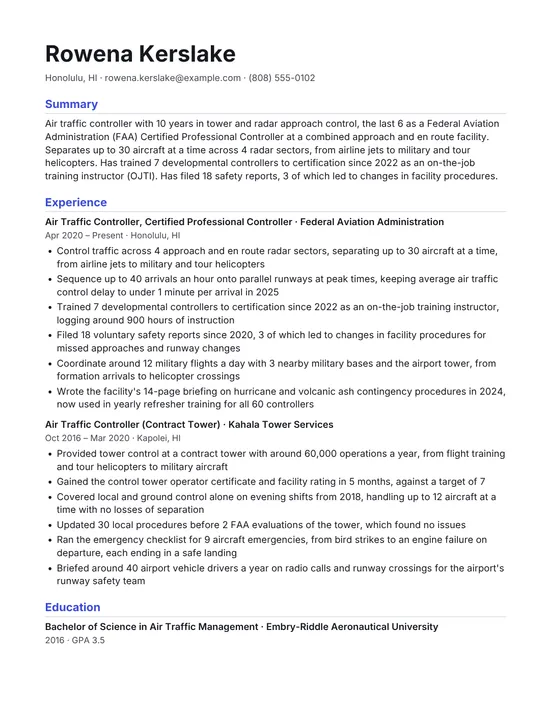 Rowena Kerslake
Honolulu, HI · rowena.kerslake@example.com · (808) 555-0102
Summary
Air traffic controller with 10 years in tower and radar approach control, the last 6 as a Federal Aviation
Administration (FAA) Certified Professional Controller at a combined approach and en route facility.
Separates up to 30 aircraft at a time across 4 radar sectors, from airline jets to military and tour
helicopters. Has trained 7 developmental controllers to certification since 2022 as an on-the-job
training instructor (OJTI). Has filed 18 safety reports, 3 of which led to changes in facility procedures.
Experience
Air Traffic Controller, Certified Professional Controller · Federal Aviation Administration
Apr 2020 – Present · Honolulu, HI
• Control traffic across 4 approach and en route radar sectors, separating up to 30 aircraft at a time,
from airline jets to military and tour helicopters
• Sequence up to 40 arrivals an hour onto parallel runways at peak times, keeping average air traffic
control delay to under 1 minute per arrival in 2025
• Trained 7 developmental controllers to certification since 2022 as an on-the-job training instructor,
logging around 900 hours of instruction
• Filed 18 voluntary safety reports since 2020, 3 of which led to changes in facility procedures for
missed approaches and runway changes
• Coordinate around 12 military flights a day with 3 nearby military bases and the airport tower, from
formation arrivals to helicopter crossings
• Wrote the facility's 14-page briefing on hurricane and volcanic ash contingency procedures in 2024,
now used in yearly refresher training for all 60 controllers
Air Traffic Controller (Contract Tower) · Kahala Tower Services
Oct 2016 – Mar 2020 · Kapolei, HI
• Provided tower control at a contract tower with around 60,000 operations a year, from flight training
and tour helicopters to military aircraft
• Gained the control tower operator certificate and facility rating in 5 months, against a target of 7
• Covered local and ground control alone on evening shifts from 2018, handling up to 12 aircraft at a
time with no losses of separation
• Updated 30 local procedures before 2 FAA evaluations of the tower, which found no issues
• Ran the emergency checklist for 9 aircraft emergencies, from bird strikes to an engine failure on
departure, each ending in a safe landing
• Briefed around 40 airport vehicle drivers a year on radio calls and runway crossings for the airport's
runway safety team
Education
Bachelor of Science in Air Traffic Management · Embry-Riddle Aeronautical University
2016 · GPA 3.5